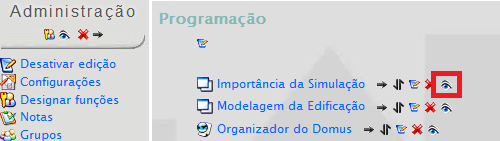 Administração
Desativar edição
Configurações
Designar funções
Notas
Grupos
Programação
Importância da Simulação
Modelagem da Edificação
Organizador do Domus